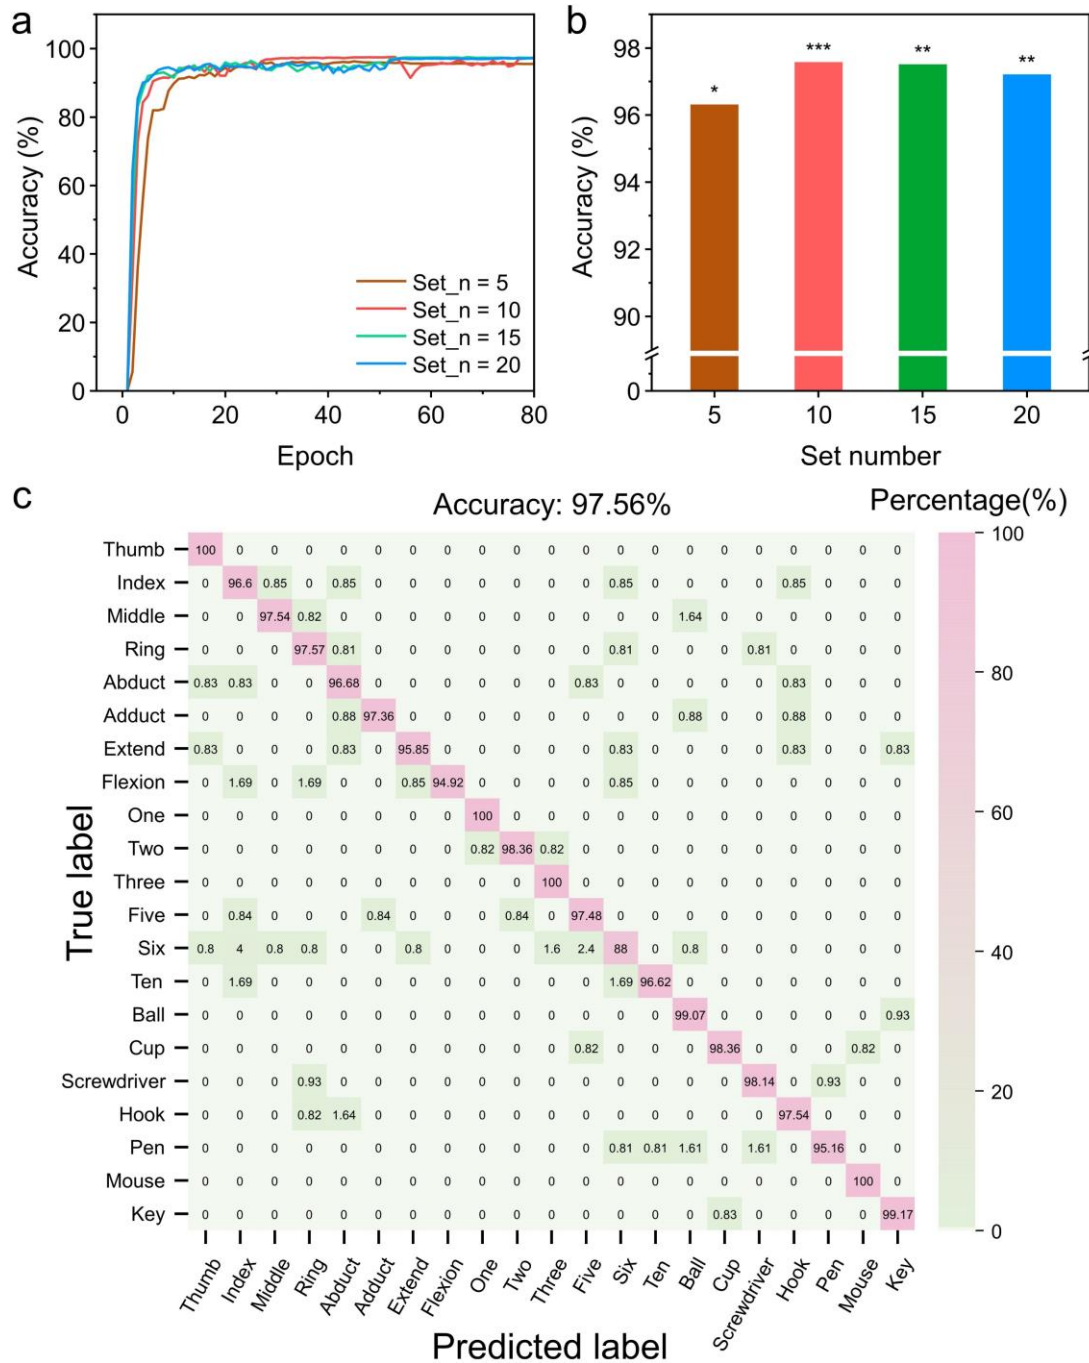 a
100
80
60
40
20
0
Accuracy (%)
0 20 40 60 80
Epoch
Set_n = 5
Set_n = 10
Set_n = 15
Set_n = 20
b
98
96
94
92
90
0
Accuracy (%)
* *** ** **
5 10 15 20
Set number
c
Accuracy: 97.56%
Percentage(%)
100
80
60
40
20
0
True label
Thumb 100 0 0 0 0 0 0 0 0 0 0 0 0 0 0 0 0 0 0 0 0
Index 0 96.6 0.85 0 0.85 0 0 0 0 0 0 0 0.85 0 0 0 0 0.85 0 0 0
Middle 0 0 97.54 0.82 0 0 0 0 0 0 0 0 0 0 1.64 0 0 0 0 0 0
Ring 0 0 0 97.57 0.81 0 0 0 0 0 0 0 0.81 0 0 0 0.81 0 0 0 0
Abduct 0.83 0.83 0 0 96.68 0 0 0 0 0 0 0.83 0 0 0 0 0 0.83 0 0 0
Adduct 0 0 0 0 0.88 97.36 0 0 0 0 0 0 0 0 0.88 0 0 0.88 0 0 0
Extend 0.83 0 0 0 0.83 0 95.85 0 0 0 0 0 0.83 0 0 0 0 0.83 0 0 0.83
Flexion 0 1.69 0 1.69 0 0 0.85 94.92 0 0 0 0 0.85 0 0 0 0 0 0 0 0
One 0 0 0 0 0 0 0 0 100 0 0 0 0 0 0 0 0 0 0 0 0
Two 0 0 0 0 0 0 0 0 0.82 98.36 0.82 0 0 0 0 0 0 0 0 0 0
Three 0 0 0 0 0 0 0 0 0 0 100 0 0 0 0 0 0 0 0 0 0
Five 0 0.84 0 0 0 0.84 0 0 0 0.84 0 97.48 0 0 0 0 0 0 0 0 0
Six 0.8 4 0.8 0.8 0 0 0.8 0 0 0 1.6 2.4 88 0 0.8 0 0 0 0 0 0
Ten 0 1.69 0 0 0 0 0 0 0 0 0 0 1.69 96.62 0 0 0 0 0 0 0
Ball 0 0 0 0 0 0 0 0 0 0 0 0 0 0 99.07 0 0 0 0 0 0.93
Cup 0 0 0 0 0 0 0 0 0 0 0 0.82 0 0 0 98.36 0 0 0 0.82 0
Screwdriver 0 0 0 0.93 0 0 0 0 0 0 0 0 0 0 0 0 98.14 0 0.93 0 0
Hook 0 0 0 0.82 1.64 0 0 0 0 0 0 0 0 0 0 0 0 97.54 0 0 0
Pen 0 0 0 0 0 0 0 0 0 0 0 0 0.81 0.81 1.61 0 1.61 0 95.16 0 0
Mouse 0 0 0 0 0 0 0 0 0 0 0 0 0 0 0 0 0 0 0 100 0
Key 0 0 0 0 0 0 0 0 0 0 0 0 0 0 0 0.83 0 0 0 0 99.17
Thumb Index Middle Ring Abduct Adduct Extend Flexion One Two Three Five Six Ten Ball Cup Screwdriver Hook Pen Mouse Key
Predicted label